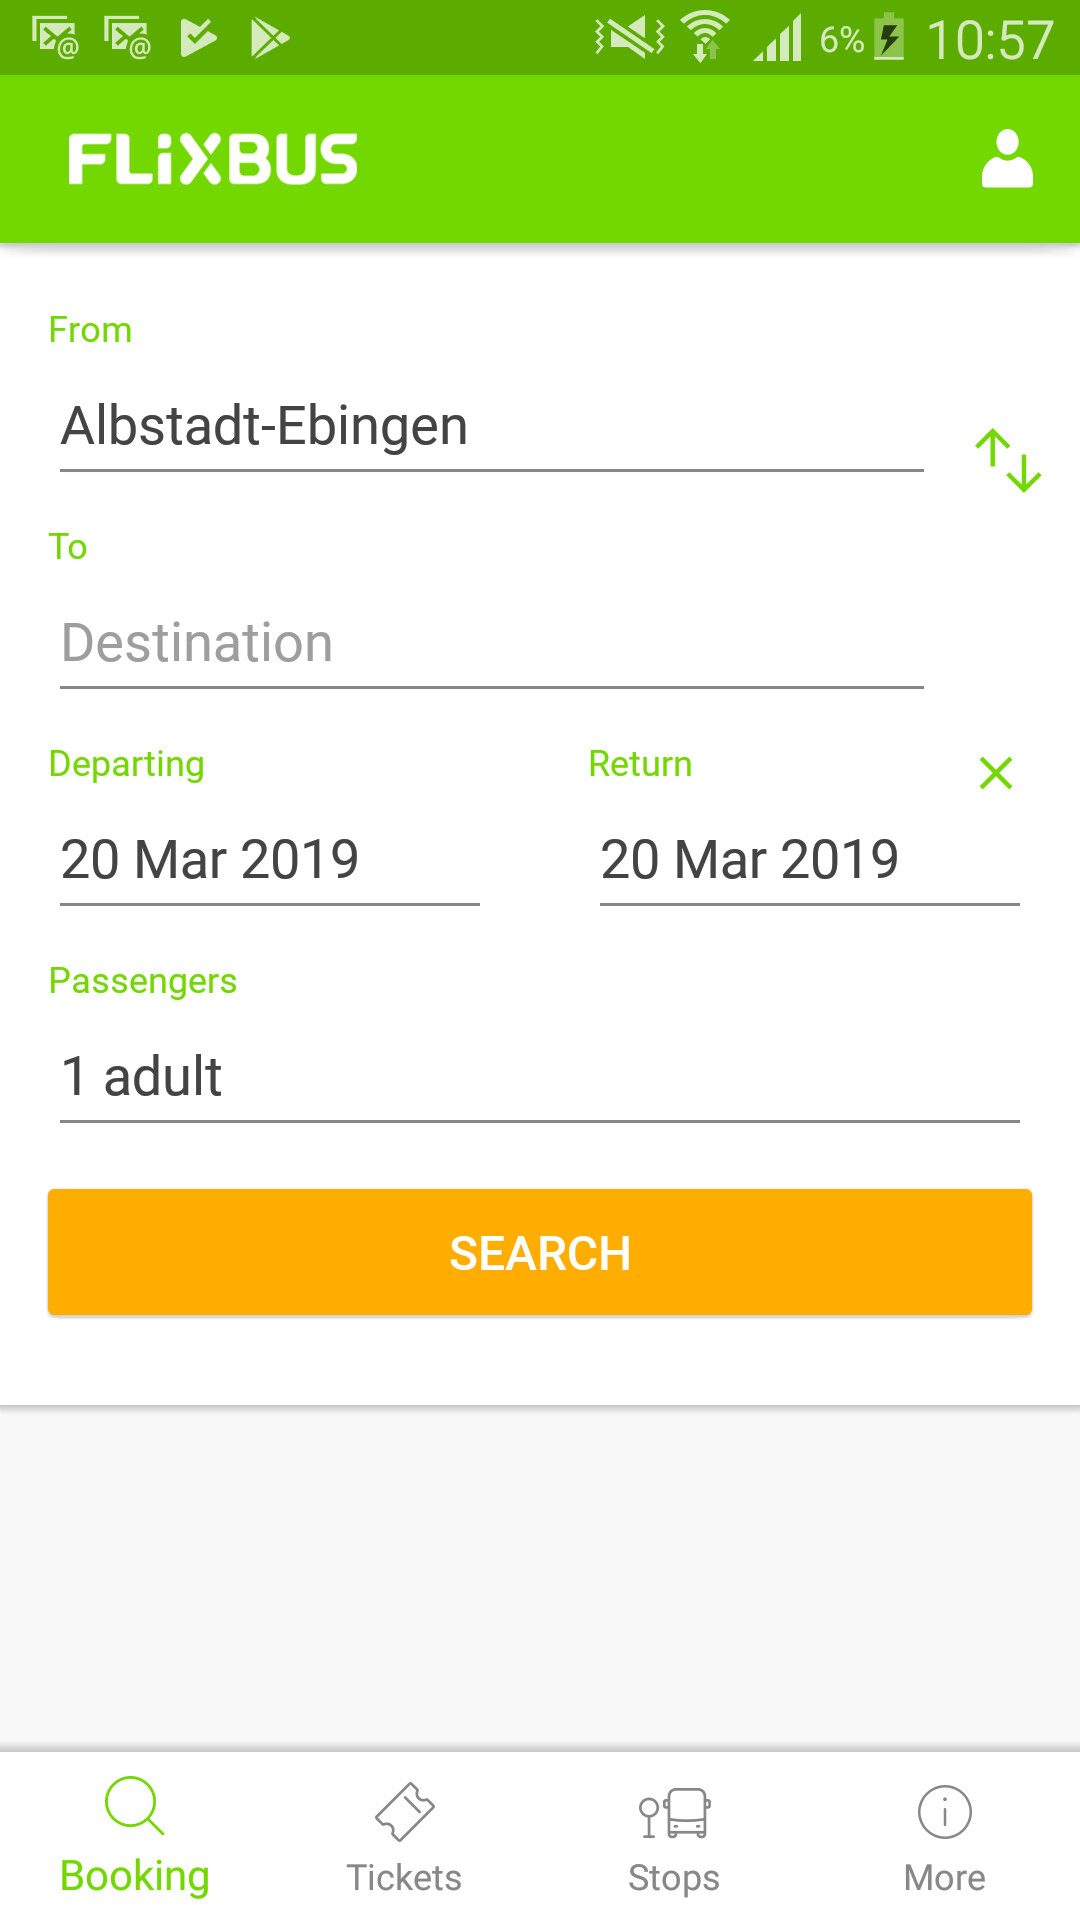 6% 10:57
FLiXBUS
From
Albstadt-Ebingen
To
Destination
Departing Return
20 Mar 2019 20 Mar 2019
Passengers
1 adult
SEARCH
Booking Tickets Stops More